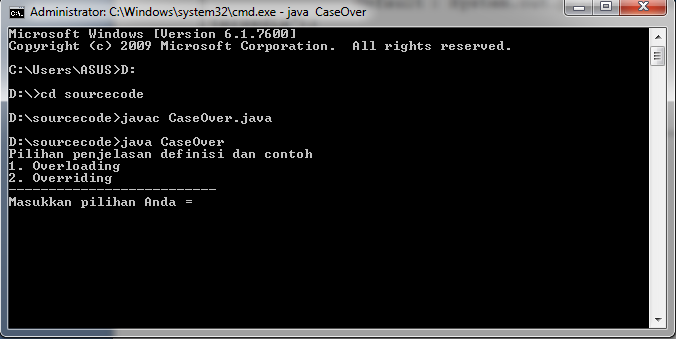 Administrator: C:\Windows\system32\cmd.exe - java  CaseOver
Microsoft Windows [Version 6.1.7600]
Copyright (c) 2009 Microsoft Corporation.  All rights reserved.
C:\Users\ASUS>D:
D:\>cd sourcecode
D:\sourcecode>javac CaseOver.java
D:\sourcecode>java CaseOver
Pilihan penjelasan definisi dan contoh
1. Overloading
2. Overriding
--------------------------
Masukkan pilihan Anda =